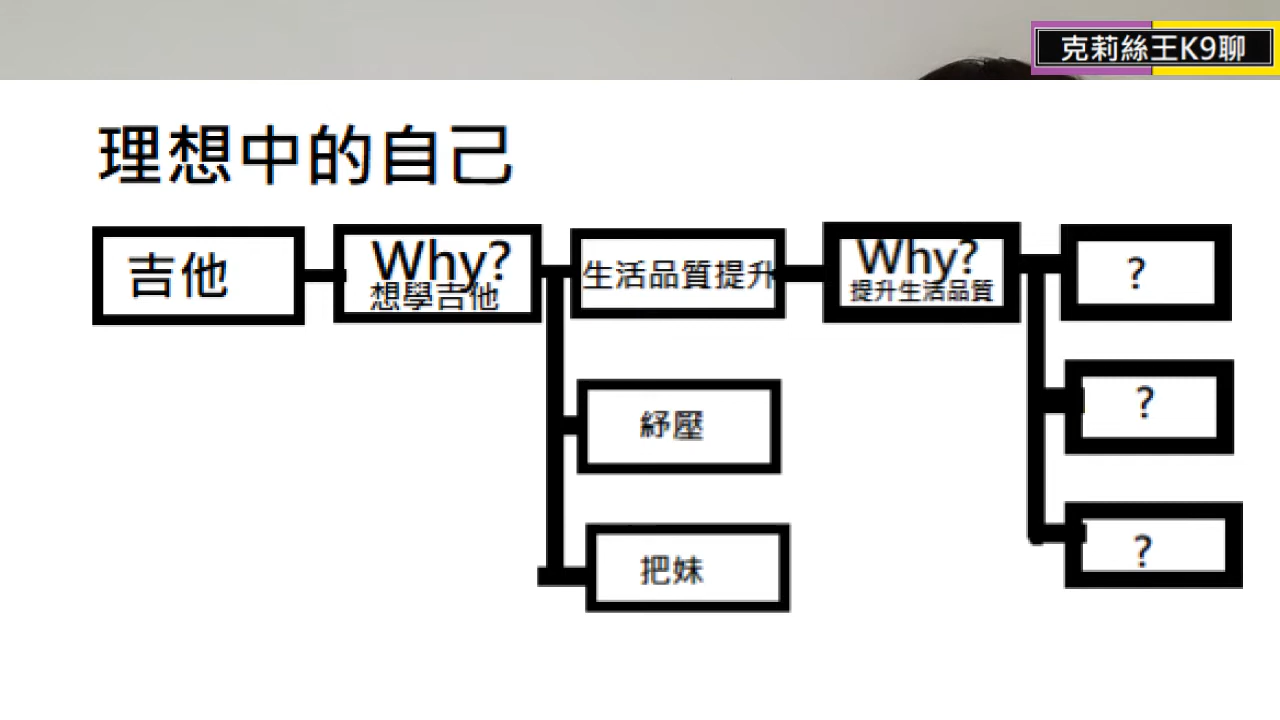 克莉絲王K9聊
理想中的自己
吉他
Why?
想學吉他
生活品質提升
Why?
提升生活品質
?
紓壓
?
把妹
?